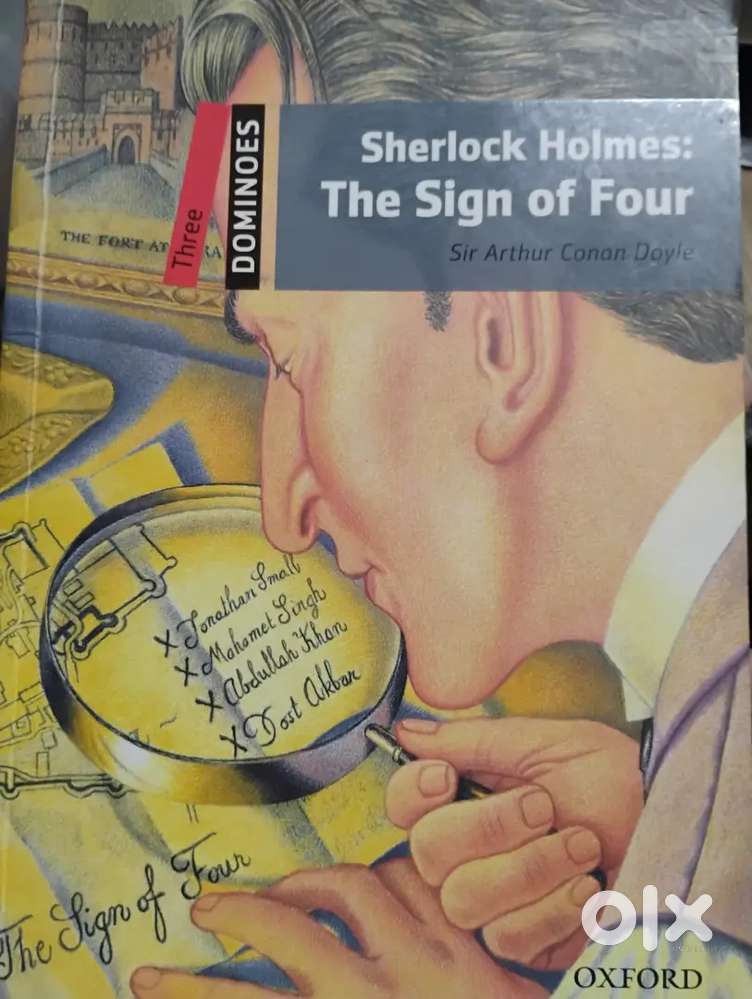 THE FORT AT
Three
DOMINOES
Sherlock Holmes:
The Sign of Four
Sir Arthur Conan Doyle
X Jonathan Small
X Mahomet Singh
X Abdullah Khan
X Dost Akbar
The Sign of Four
olx
OXFORD